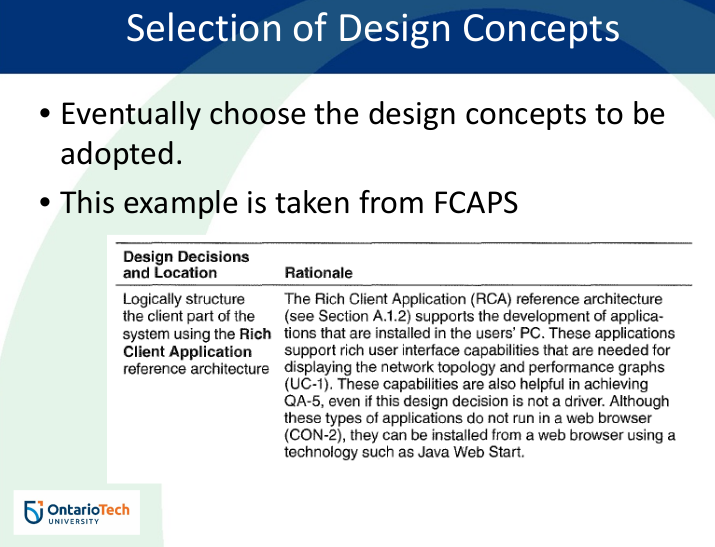 Selection of Design Concepts
• Eventually choose the design concepts to be
adopted.
• This example is taken from FCAPS
Design Decisions
and Location
Rationale
Logically structure
the client part of the
system using the Rich
Client Application
reference architecture
The Rich Client Application (RCA) reference architecture
(see Section A.1.2) supports the development of applica-
tions that are installed in the users' PC. These applications
support rich user interface capabilities that are needed for
displaying the network topology and performance graphs
(UC-1). These capabilities are also helpful in achieving
QA-5, even if this design decision is not a driver. Although
these types of applications do not run in a web browser
(CON-2), they can be installed from a web browser using a
technology such as Java Web Start.
OntarioTech
UNIVERSITY